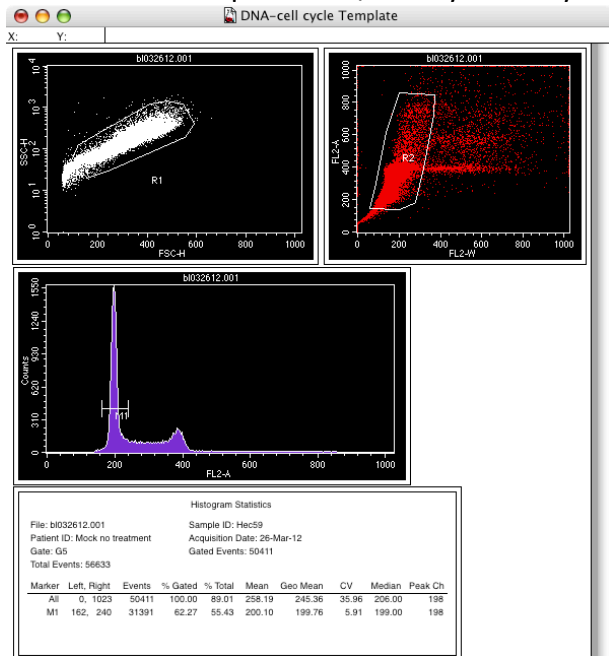 DNA-cell cycle Template
X: Y:
bl032612.001
SSC-H
10^4
10^3
10^2
10^1
10^0
R1
0 200 400 600 800 1000
FSC-H
bl032612.001
FL2-A
1000
800
600
400
200
0
R2
0 200 400 600 800 1000
FL2-W
bl032612.001
Counts
1550
1240
930
620
310
0
M1
0 200 400 600 800 1000
FL2-A
Histogram Statistics
File: bl032612.001 Sample ID: Hec59
Patient ID: Mock no treatment Acquisition Date: 26-Mar-12
Gate: G5 Gated Events: 50411
Total Events: 56633
Marker Left, Right Events % Gated % Total Mean Geo Mean CV Median Peak Ch
All 0, 1023 50411 100.00 89.01 258.19 245.36 35.96 206.00 198
M1 162, 240 31391 62.27 55.43 200.10 199.76 5.91 199.00 198